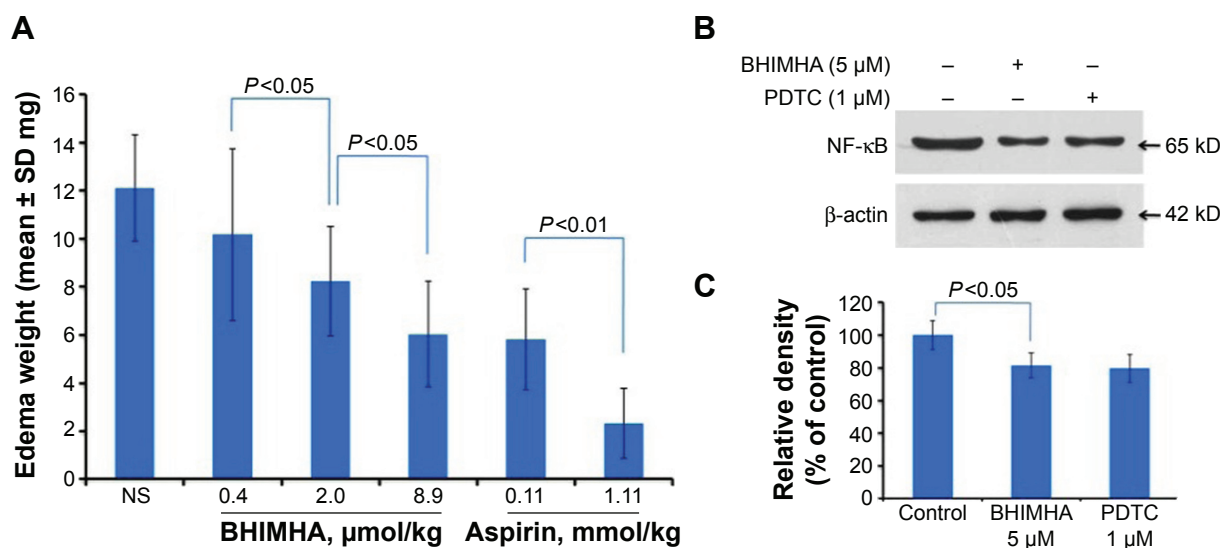 A
Edema weight (mean ± SD mg)
16
14
12
10
8
6
4
2
0
P<0.05
P<0.05
P<0.01
NS 0.4 2.0 8.9 0.11 1.11
BHIMHA, µmol/kg Aspirin, mmol/kg
B
BHIMHA (5 µM) – + –
PDTC (1 µM) – – +
NF-κB 65 kD
β-actin 42 kD
C
Relative density
(% of control)
120
100
80
60
40
20
0
P<0.05
Control BHIMHA PDTC
5 µM 1 µM